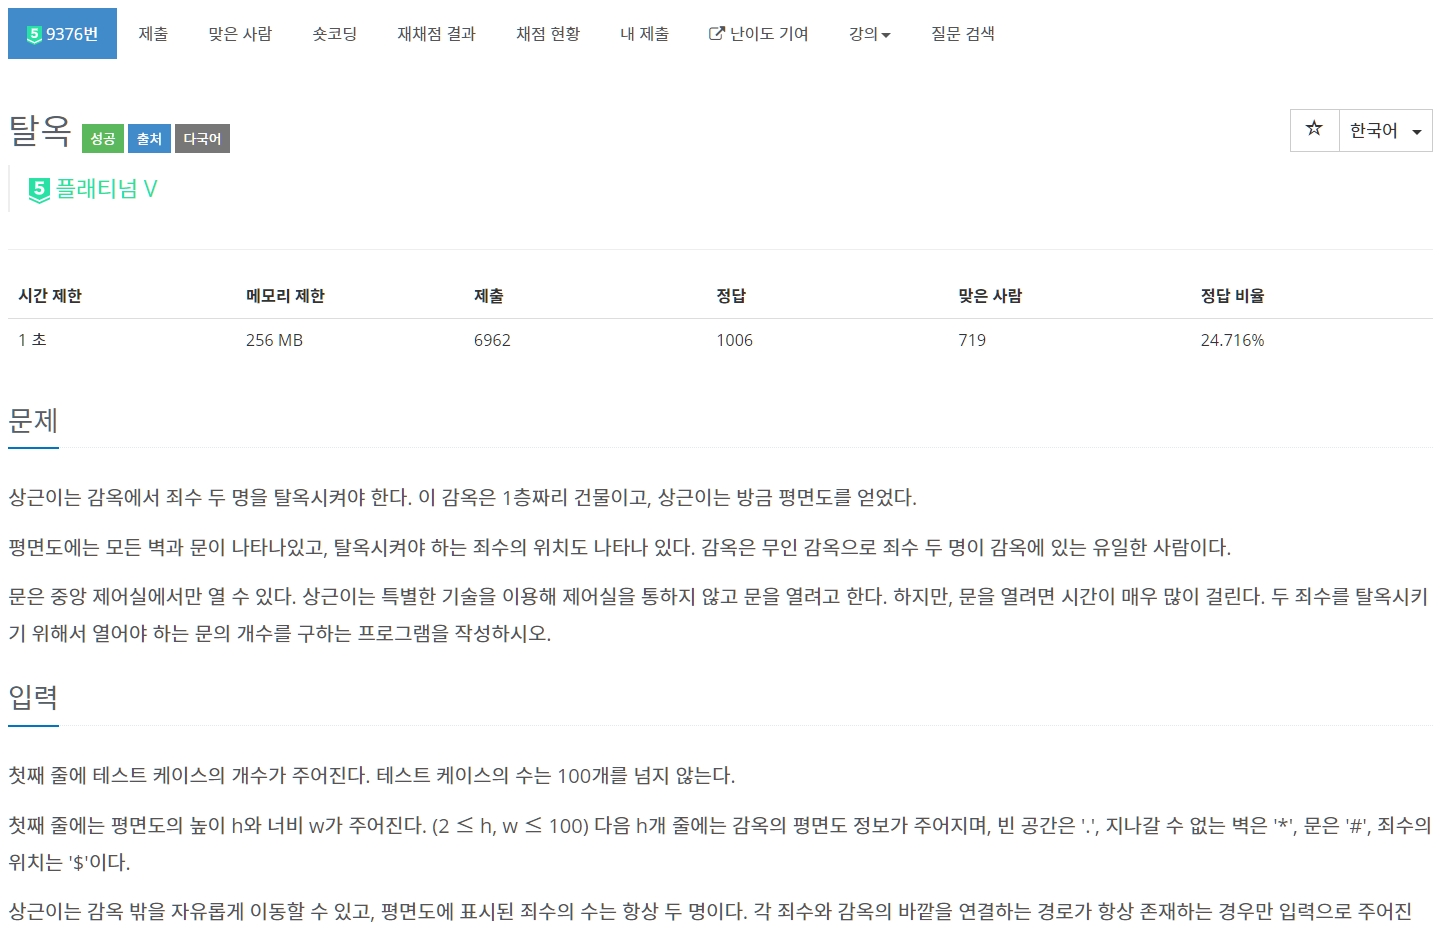 5 9376번 제출 맞은 사람 숏코딩 재채점 결과 채점 현황 내 제출 난이도 기여 강의 질문 검색
탈옥 성공 출처 다국어 한국어
5 플래티넘 V
시간 제한 메모리 제한 제출 정답 맞은 사람 정답 비율
1 초 256 MB 6962 1006 719 24.716%
문제
상근이는 감옥에서 죄수 두 명을 탈옥시켜야 한다. 이 감옥은 1층짜리 건물이고, 상근이는 방금 평면도를 얻었다.
평면도에는 모든 벽과 문이 나타나있고, 탈옥시켜야 하는 죄수의 위치도 나타나 있다. 감옥은 무인 감옥으로 죄수 두 명이 감옥에 있는 유일한 사람이다.
문은 중앙 제어실에서만 열 수 있다. 상근이는 특별한 기술을 이용해 제어실을 통하지 않고 문을 열려고 한다. 하지만, 문을 열려면 시간이 매우 많이 걸린다. 두 죄수를 탈옥시키
기 위해서 열어야 하는 문의 개수를 구하는 프로그램을 작성하시오.
입력
첫째 줄에 테스트 케이스의 개수가 주어진다. 테스트 케이스의 수는 100개를 넘지 않는다.
첫째 줄에는 평면도의 높이 h와 너비 w가 주어진다. (2 ≤ h, w ≤ 100) 다음 h개 줄에는 감옥의 평면도 정보가 주어지며, 빈 공간은 '.', 지나갈 수 없는 벽은 '*', 문은 '#', 죄수의
위치는 '$'이다.
상근이는 감옥 밖을 자유롭게 이동할 수 있고, 평면도에 표시된 죄수의 수는 항상 두 명이다. 각 죄수와 감옥의 바깥을 연결하는 경로가 항상 존재하는 경우만 입력으로 주어진